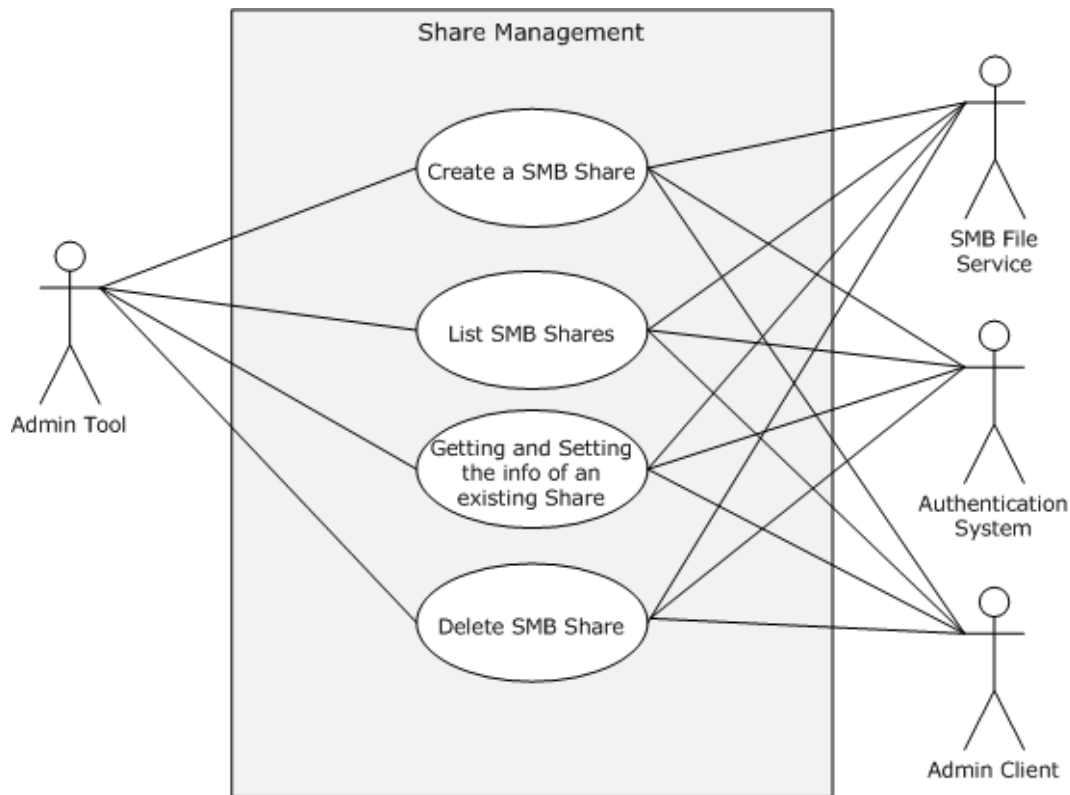 Share Management
Create a SMB Share
List SMB Shares
Getting and Setting
the info of an
existing Share
Delete SMB Share
Admin Tool
SMB File
Service
Authentication
System
Admin Client